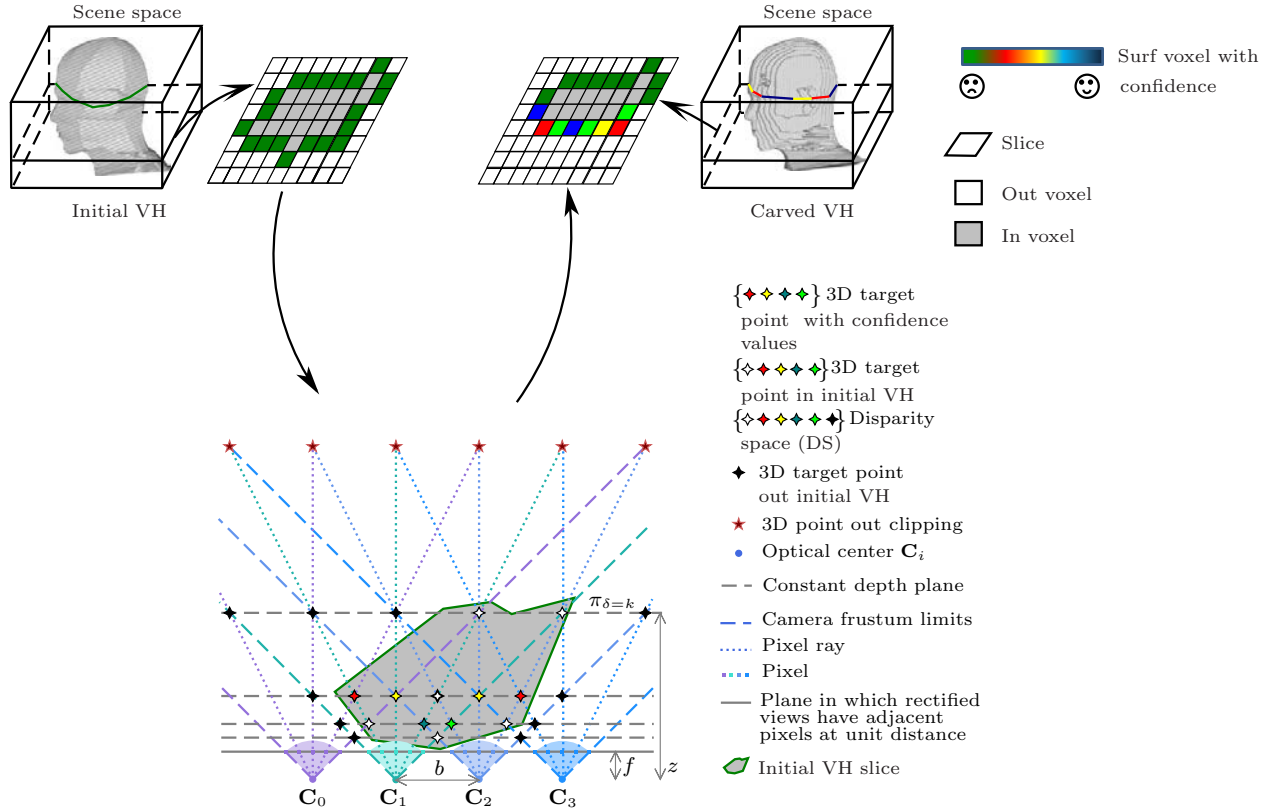 Scene space
Scene space
Surf voxel with
confidence
Slice
Out voxel
In voxel
Initial VH
Carved VH
{ } 3D target
point with confidence
values
{ } 3D target
point in initial VH
{ } Disparity
space (DS)
3D target point
out initial VH
3D point out clipping
Optical center C_i
Constant depth plane
Camera frustum limits
Pixel ray
Pixel
Plane in which rectified
views have adjacent
pixels at unit distance
Initial VH slice
π_{δ=k}
b
f
z
C_0
C_1
C_2
C_3